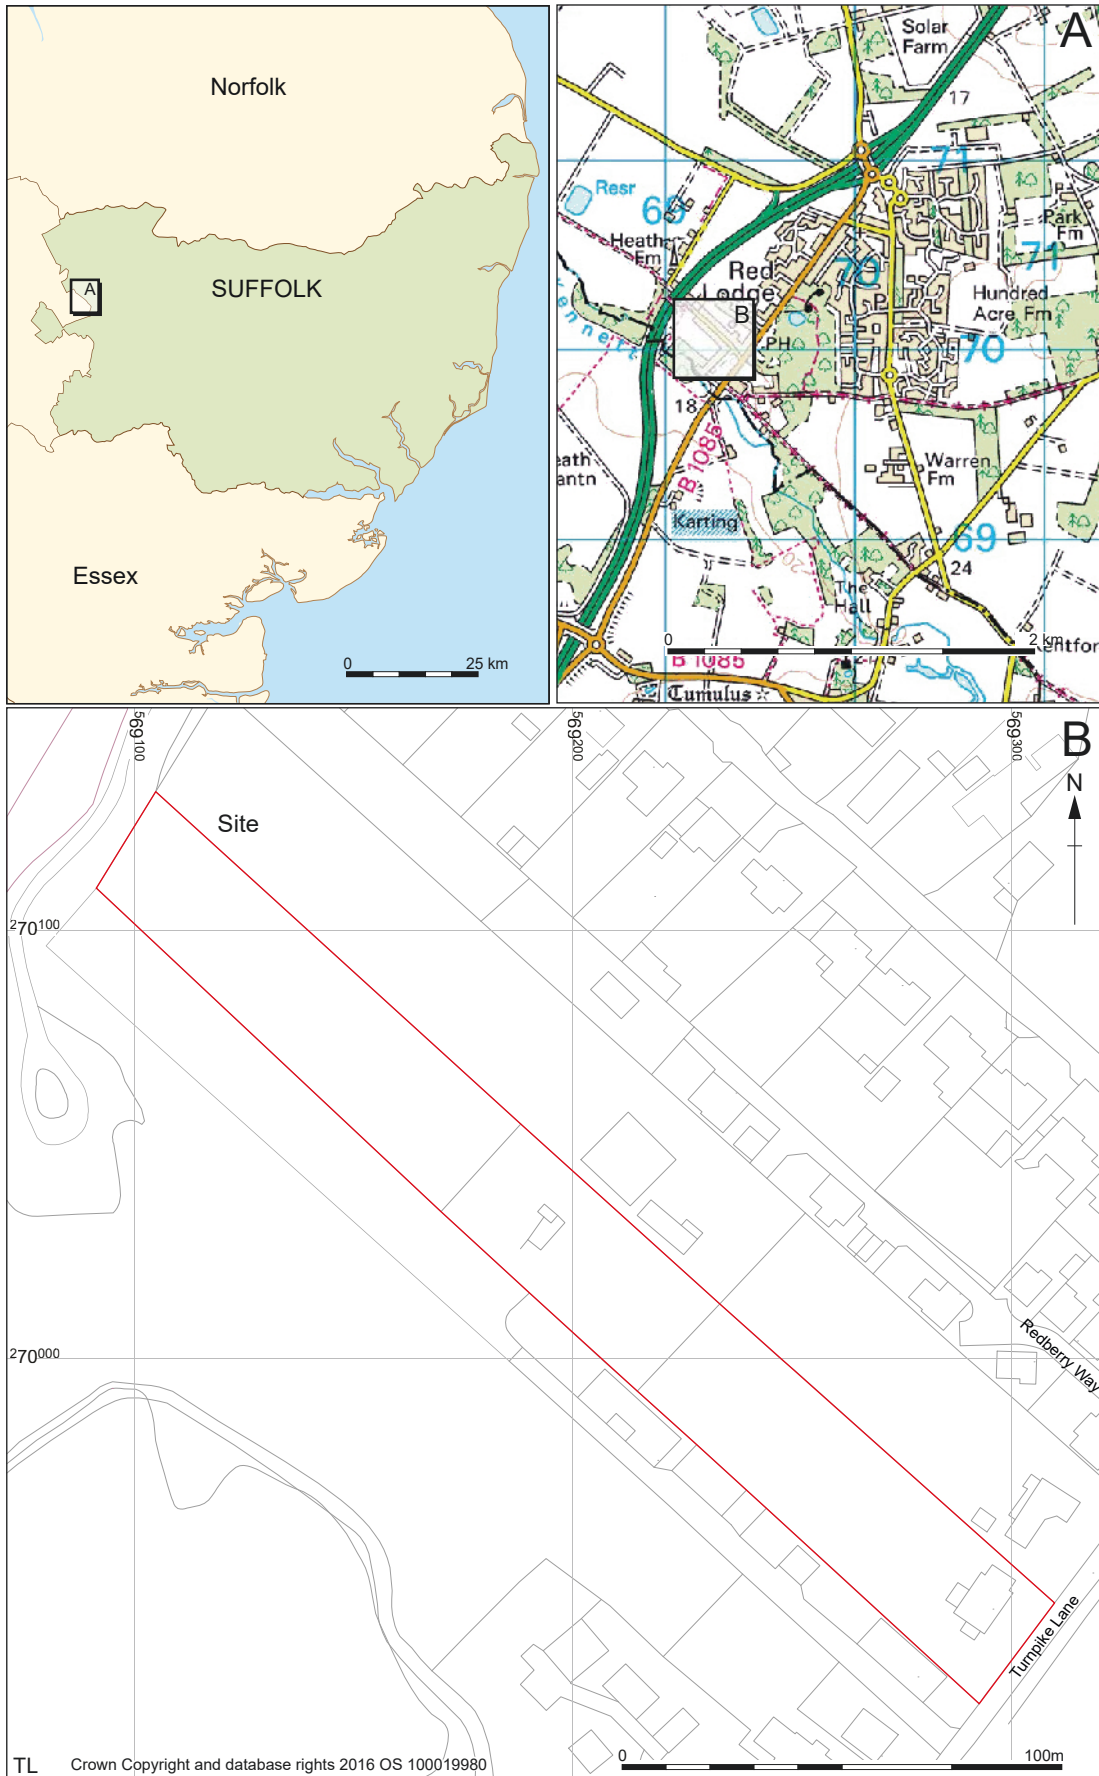 Norfolk
SUFFOLK
A
Essex
0 25 km
A
Solar
Farm
17
71
Resr
69
Heath
Fm
Park
Fm
71
Red
Lodge
70
P
Hundred
Acre Fm
B
PH
70
Kennett
18
B 1085
Warren
Fm
Karting
69
24
20
The
Hall
0 2 km
B 1085
Tumulus
B
569100
569200
569300
N
Site
270100
270000
Redberry Way
Turnpike Lane
TL
Crown Copyright and database rights 2016 OS 100019980
0 100m